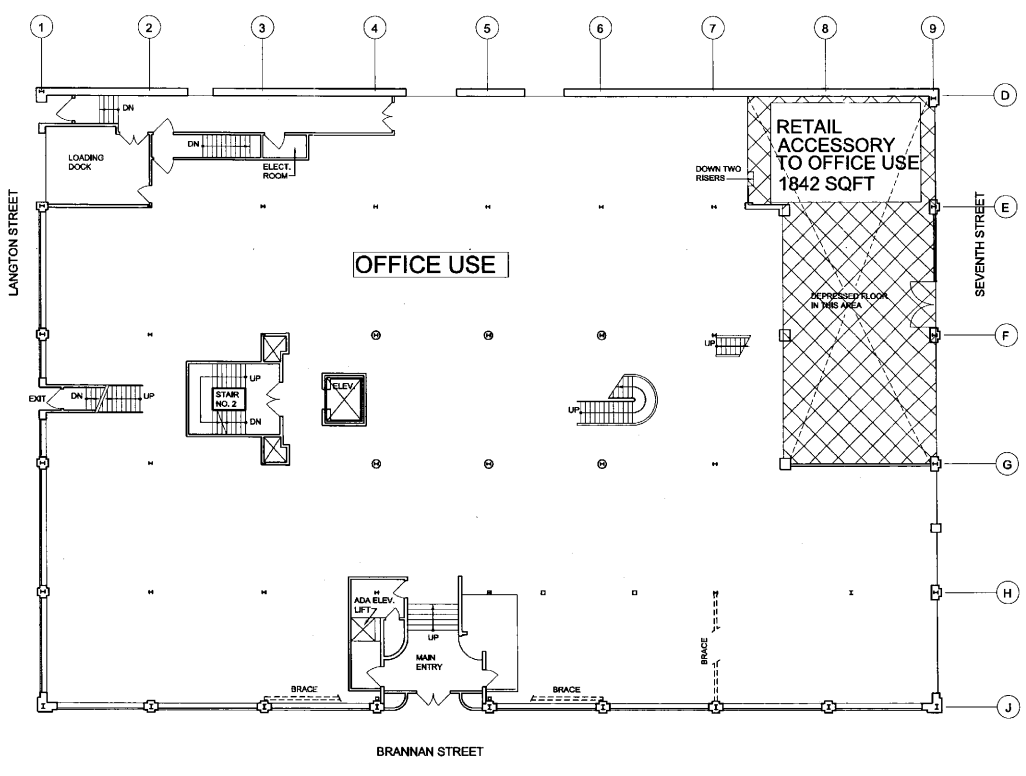 1 2 3 4 5 6 7 8 9
D
DN
RETAIL
ACCESSORY
TO OFFICE USE
1842 SQFT
DN
LOADING
DOCK
ELECT.
ROOM
DOWN TWO
RISERS
LANGTON STREET
E
SEVENTH STREET
OFFICE USE
DEPRESSED FLOOR
IN THIS AREA
F
UP
UP
ELEV.
EXIT
DN
UP
STAIR
NO. 2
UP
DN
G
H
ADA ELEV.
LIFT
UP
MAIN
ENTRY
BRACE
BRACE
BRACE
J
BRANNAN STREET